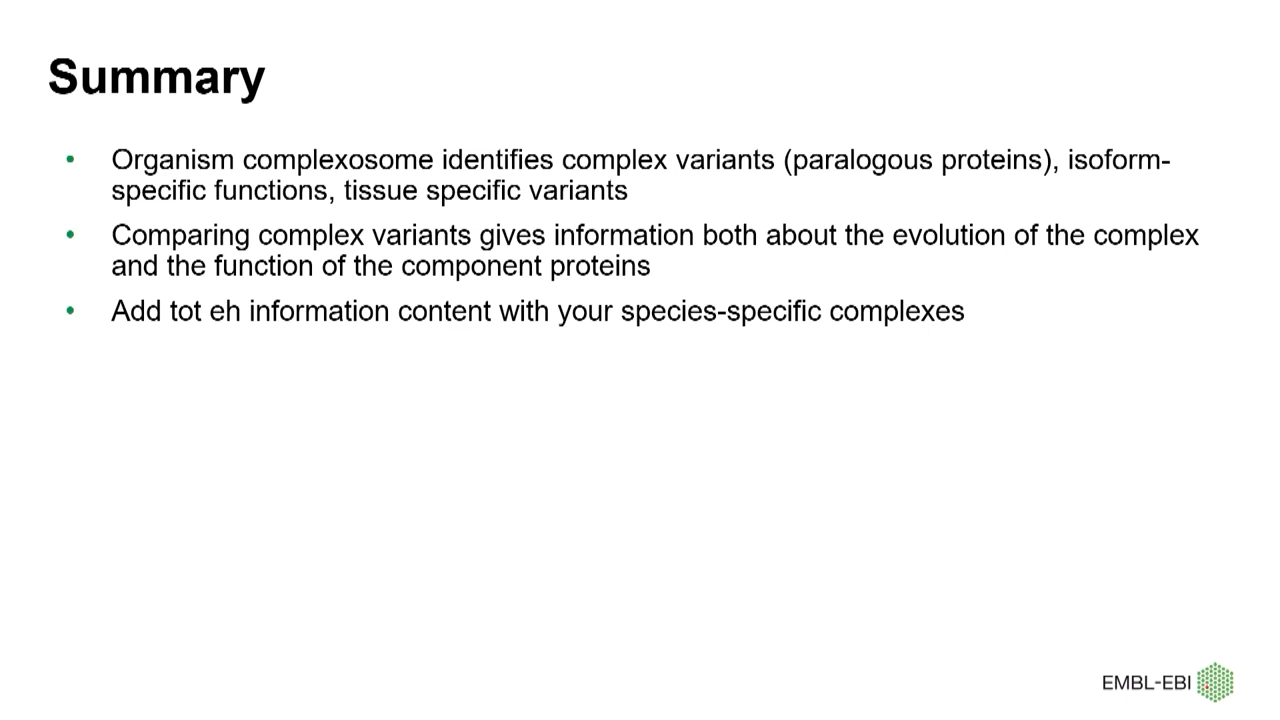 Summary
• Organism complexosome identifies complex variants (paralogous proteins), isoform-
specific functions, tissue specific variants
• Comparing complex variants gives information both about the evolution of the complex
and the function of the component proteins
• Add tot eh information content with your species-specific complexes
EMBL-EBI